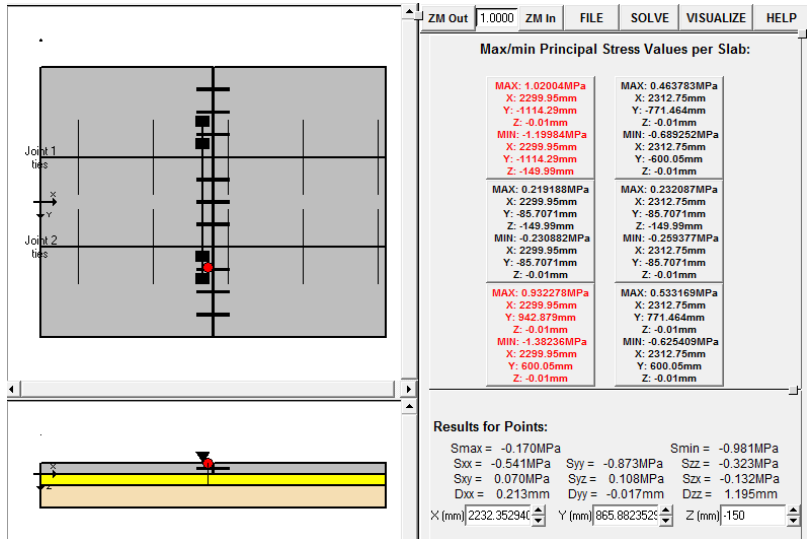 ZM Out 1.0000 ZM In FILE SOLVE VISUALIZE HELP
Max/min Principal Stress Values per Slab:
MAX: 1.02004MPa
X: 2299.95mm
Y: -1114.29mm
Z: -0.01mm
MIN: -1.19984MPa
X: 2299.95mm
Y: -1114.29mm
Z: -149.99mm
MAX: 0.463783MPa
X: 2312.75mm
Y: -771.464mm
Z: -0.01mm
MIN: -0.689252MPa
X: 2312.75mm
Y: -600.05mm
Z: -0.01mm
MAX: 0.219188MPa
X: 2299.95mm
Y: -85.7071mm
Z: -149.99mm
MIN: -0.230882MPa
X: 2299.95mm
Y: -85.7071mm
Z: -0.01mm
MAX: 0.232087MPa
X: 2312.75mm
Y: -85.7071mm
Z: -149.99mm
MIN: -0.259377MPa
X: 2312.75mm
Y: -85.7071mm
Z: -0.01mm
MAX: 0.932278MPa
X: 2299.95mm
Y: 942.879mm
Z: -0.01mm
MIN: -1.38236MPa
X: 2299.95mm
Y: 600.05mm
Z: -0.01mm
MAX: 0.533169MPa
X: 2312.75mm
Y: 771.464mm
Z: -0.01mm
MIN: -0.625409MPa
X: 2312.75mm
Y: 600.05mm
Z: -0.01mm
Joint 1
ties
X
Y
Joint 2
ties
X
Z
Results for Points:
Smax = -0.170MPa Smin = -0.981MPa
Sxx = -0.541MPa Syy = -0.873MPa Szz = -0.323MPa
Sxy = 0.070MPa Syz = 0.108MPa Szx = -0.132MPa
Dxx = 0.213mm Dyy = -0.017mm Dzz = 1.195mm
X (mm) 2232.352940 Y (mm) 865.8823529 Z (mm) -150